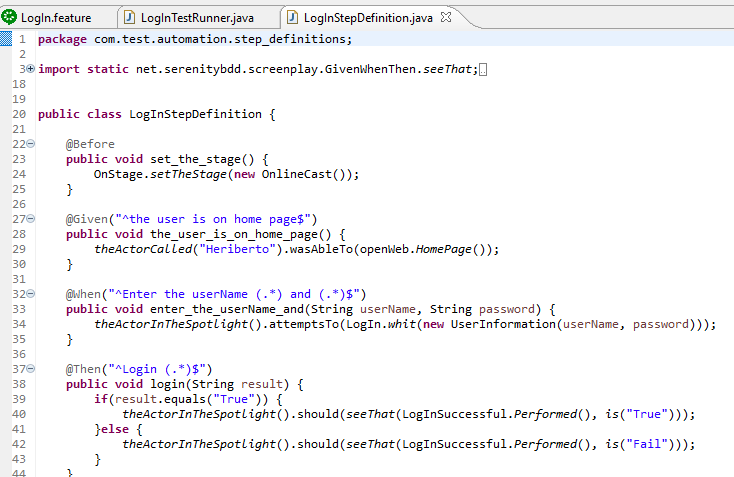 LogIn.feature LogInTestRunner.java LogInStepDefinition.java
1 package com.test.automation.step_definitions;
2
3 import static net.serenitybdd.screenplay.GivenWhenThen.seeThat;
18
19
20 public class LogInStepDefinition {
21
22 @Before
23 public void set_the_stage() {
24 OnStage.setTheStage(new OnlineCast());
25 }
26
27 @Given("^the user is on home page$")
28 public void the_user_is_on_home_page() {
29 theActorCalled("Heriberto").wasAbleTo(openWeb.HomePage());
30 }
31
32 @When("^Enter the userName (.*) and (.*)$")
33 public void enter_the_userName_and(String userName, String password) {
34 theActorInTheSpotlight().attemptsTo(LogIn.whit(new UserInformation(userName, password)));
35 }
36
37 @Then("^Login (.*)$")
38 public void login(String result) {
39 if(result.equals("True")) {
40 theActorInTheSpotlight().should(seeThat(LogInSuccessful.Performed(), is("True")));
41 }else {
42 theActorInTheSpotlight().should(seeThat(LogInSuccessful.Performed(), is("Fail")));
43 }
44 }